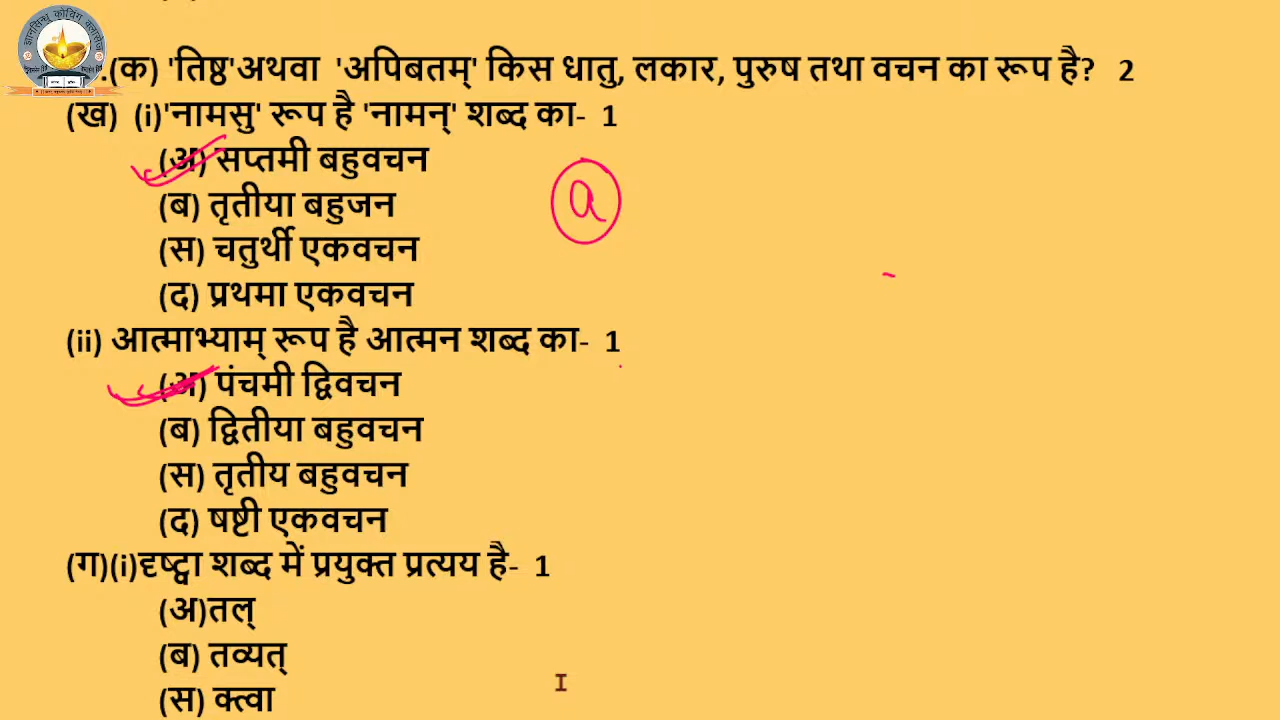 ज्ञानसिन्धु कोचिंग क्लासेज
.(क) 'तिष्ठ'अथवा 'अपिबतम्' किस धातु, लकार, पुरुष तथा वचन का रूप है? 2
(ख) (i)'नामसु' रूप है 'नामन्' शब्द का- 1
(अ) सप्तमी बहुवचन
(ब) तृतीया बहुजन
a
(स) चतुर्थी एकवचन
(द) प्रथमा एकवचन
(ii) आत्माभ्याम् रूप है आत्मन शब्द का- 1
(अ) पंचमी द्विवचन
(ब) द्वितीया बहुवचन
(स) तृतीय बहुवचन
(द) षष्टी एकवचन
(ग)(i)दृष्ट्वा शब्द में प्रयुक्त प्रत्यय है- 1
(अ)तल्
(ब) तव्यत्
(स) क्त्वा